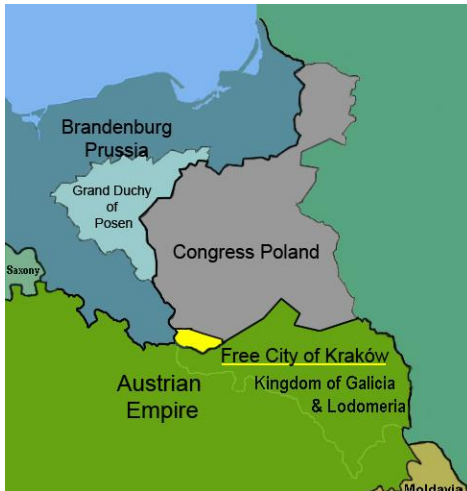 Brandenburg
Prussia
Grand Duchy
of
Posen
Congress Poland
Saxony
Free City of Kraków
Austrian
Empire
Kingdom of Galicia
& Lodomeria
Moldavia